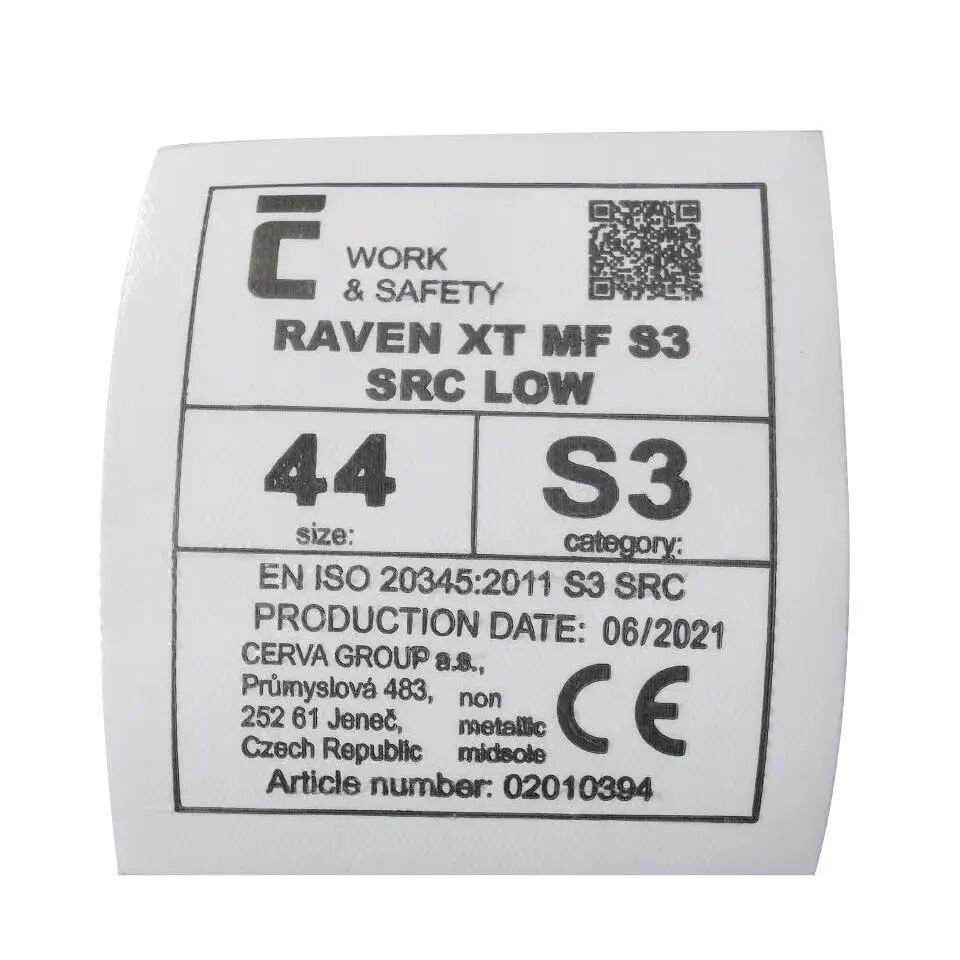 WORK
& SAFETY
RAVEN XT MF S3
SRC LOW
44
size:
S3
category:
EN ISO 20345:2011 S3 SRC
PRODUCTION DATE: 06/2021
CERVA GROUP a.s.,
Průmyslová 483,
252 61 Jeneč,
Czech Republic
non
metallic
midsole
CE
Article number: 02010394